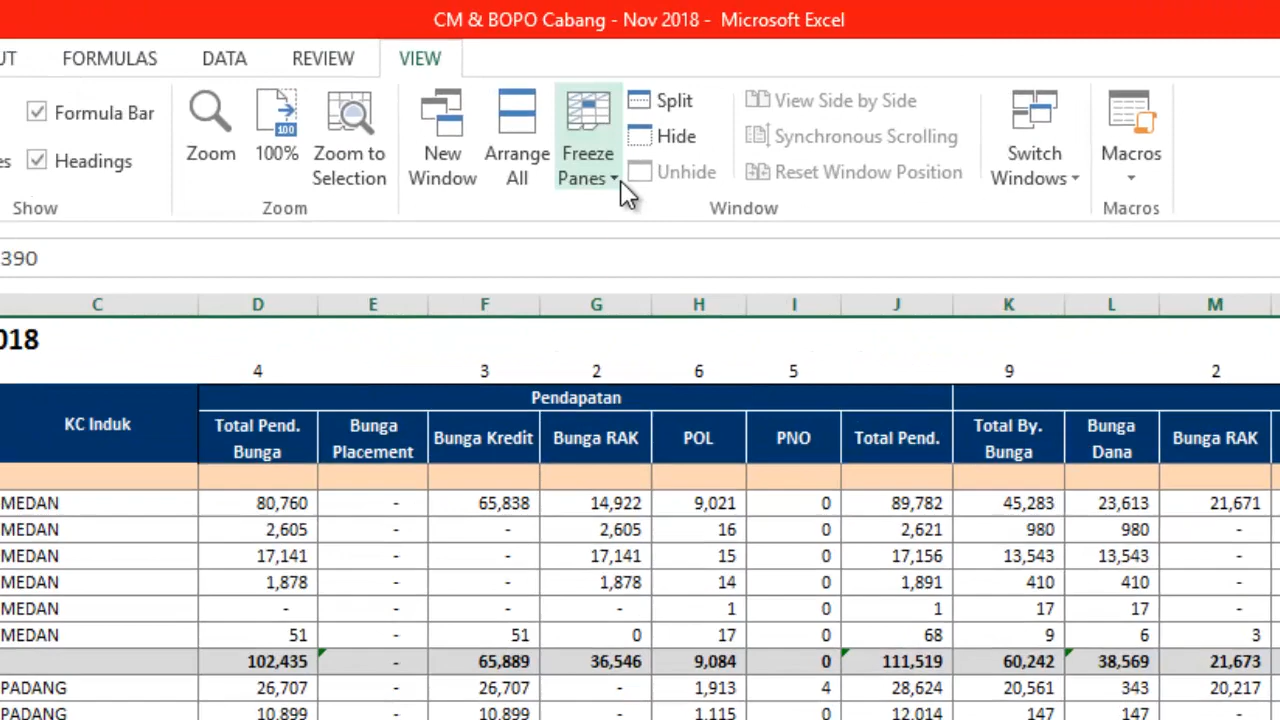 CM & BOPO Cabang - Nov 2018 - Microsoft Excel
UT FORMULAS DATA REVIEW VIEW
Formula Bar
es Headings
Show
Zoom
100%
100
Zoom to
Selection
Zoom
New
Window
Arrange
All
Freeze
Panes
Split
Hide
Unhide
View Side by Side
Synchronous Scrolling
Reset Window Position
Window
Switch
Windows
Macros
Macros
390
C D E F G H I J K L M
018
4 3 2 6 5 9 2
KC Induk
Pendapatan
Total Pend.
Bunga
Bunga
Placement
Bunga Kredit
Bunga RAK
POL
PNO
Total Pend.
Total By.
Bunga
Bunga
Dana
Bunga RAK
MEDAN 80,760 - 65,838 14,922 9,021 0 89,782 45,283 23,613 21,671
MEDAN 2,605 - - 2,605 16 0 2,621 980 980 -
MEDAN 17,141 - - 17,141 15 0 17,156 13,543 13,543 -
MEDAN 1,878 - - 1,878 14 0 1,891 410 410 -
MEDAN - - - - 1 0 1 17 17 -
MEDAN 51 - 51 0 17 0 68 9 6 3
102,435 - 65,889 36,546 9,084 0 111,519 60,242 38,569 21,673
PADANG 26,707 - 26,707 - 1,913 4 28,624 20,561 343 20,217
PADANG 10,899 - 10,899 - 1,115 0 12,014 147 147 -